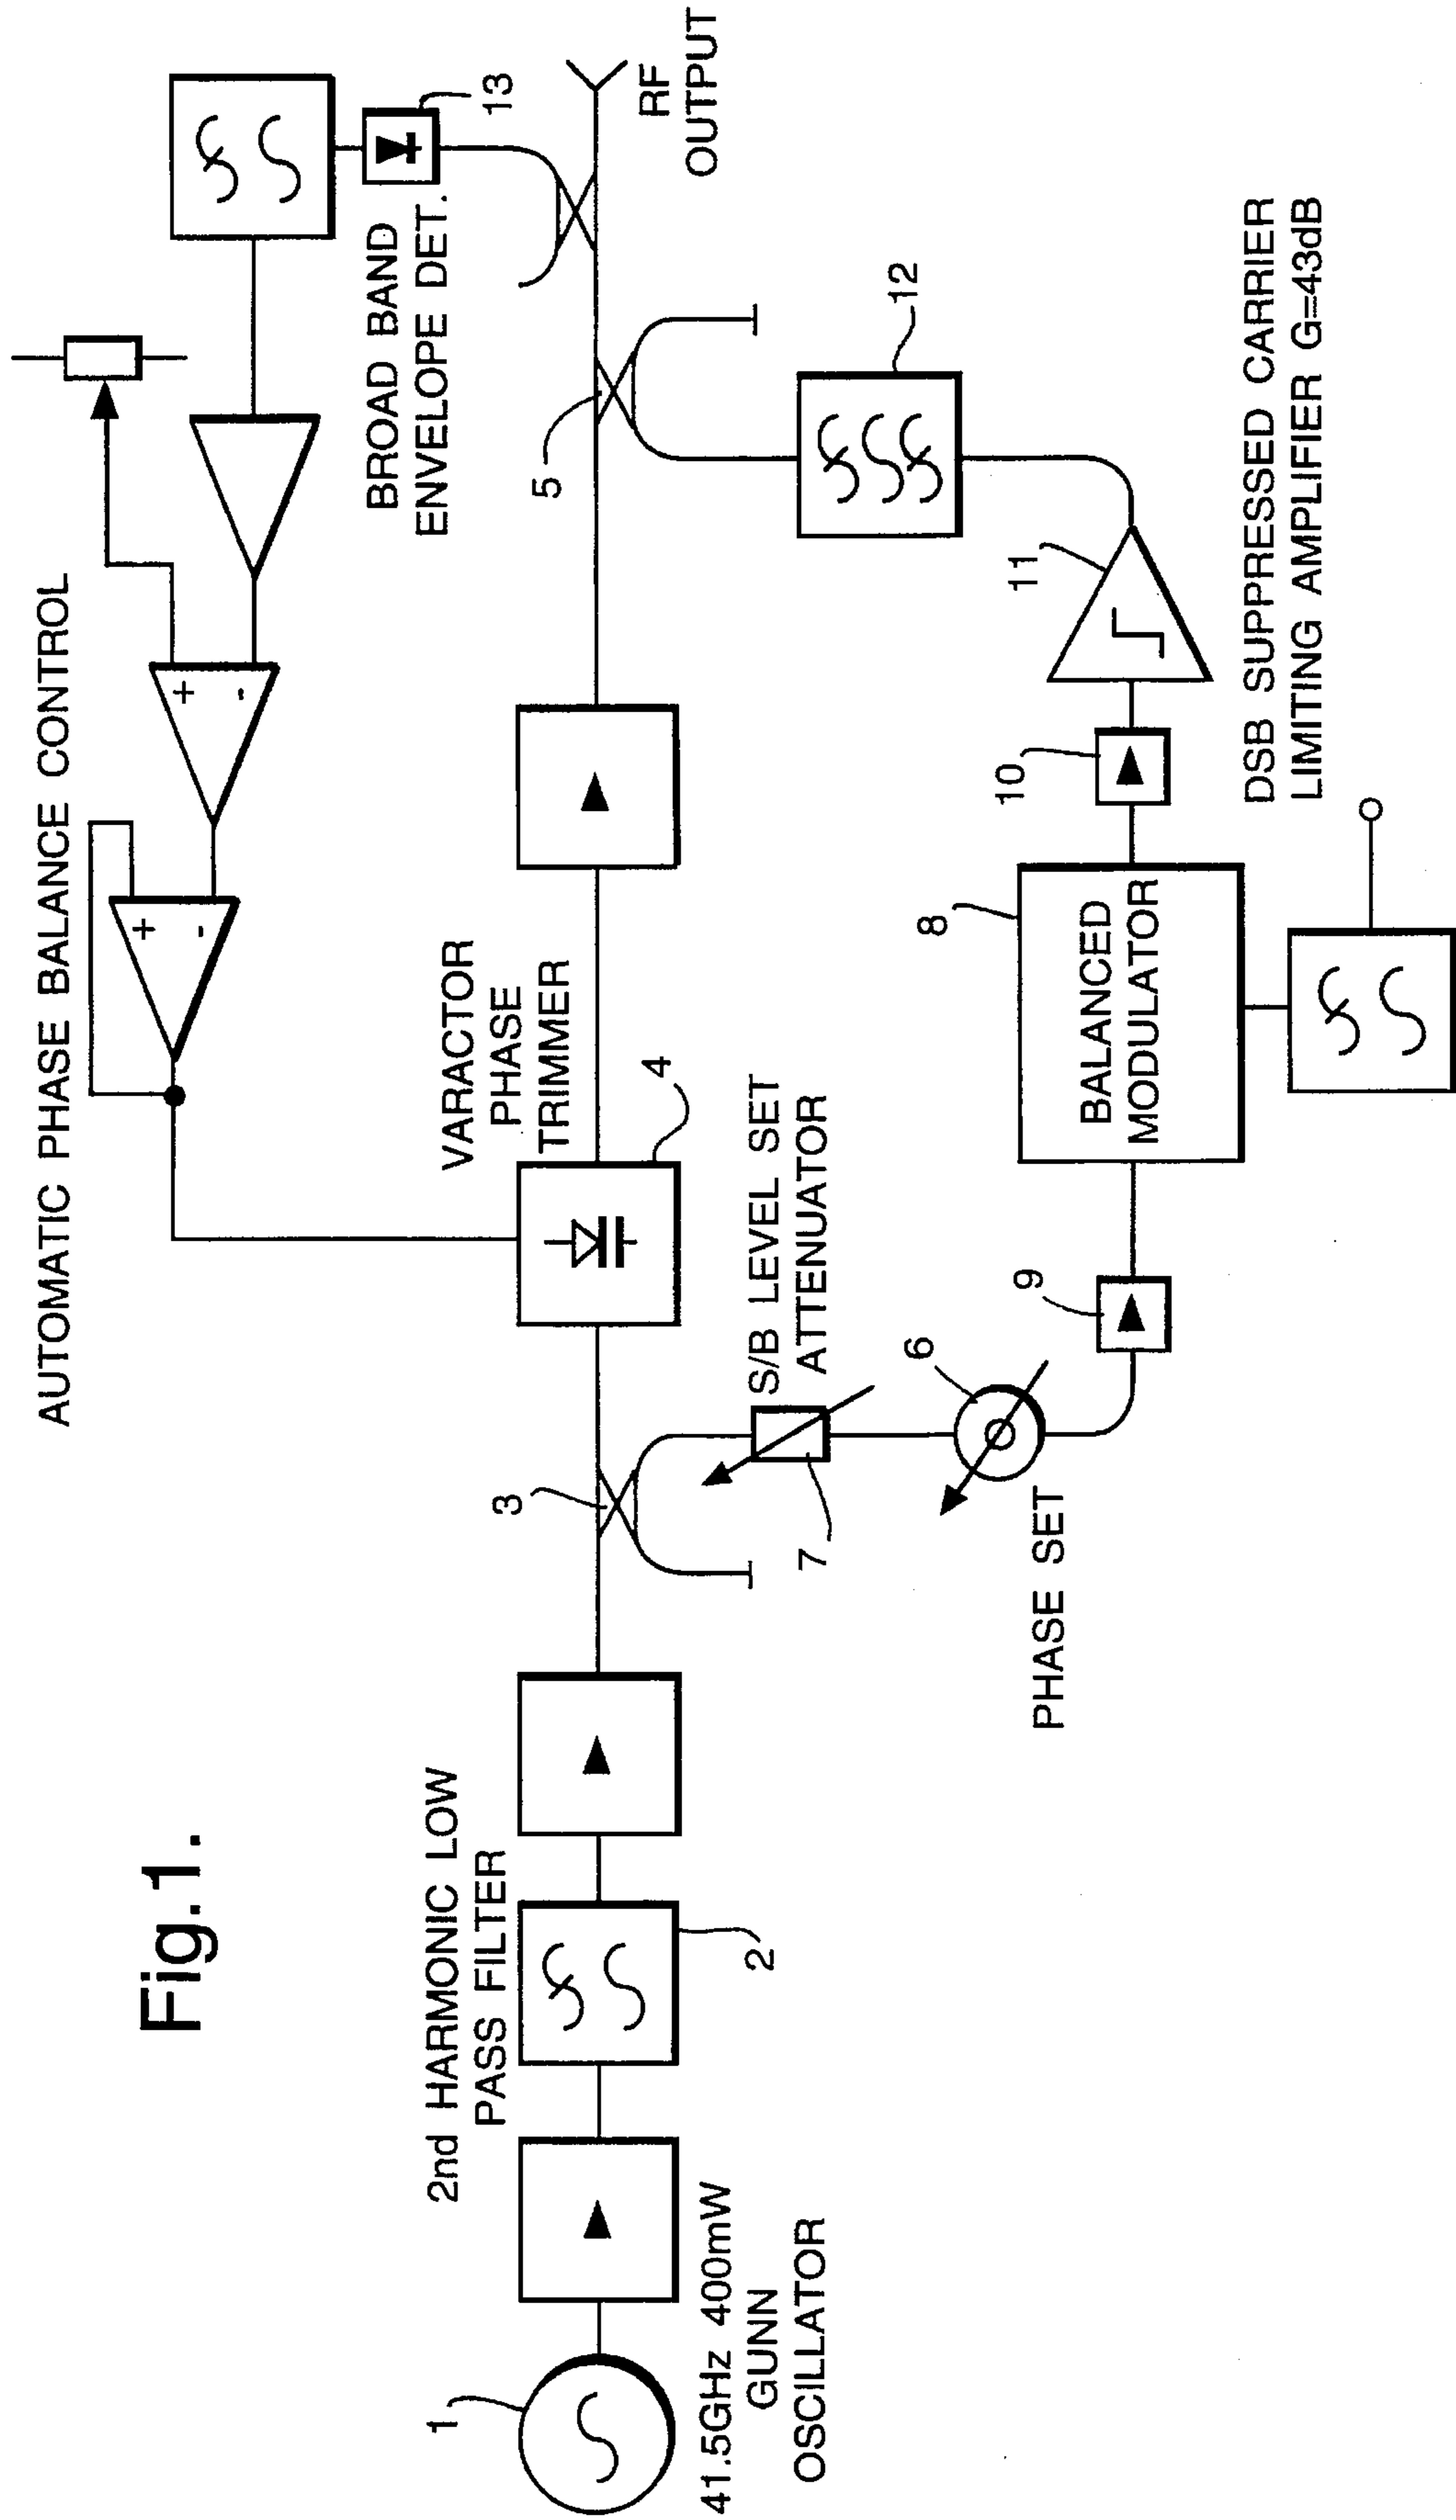 Fig.1.
AUTOMATIC PHASE BALANCE CONTROL
+
-
+
-
BROAD BAND
ENVELOPE DET.
13
RF
OUTPUT
2nd HARMONIC LOW
PASS FILTER
VARACTOR
PHASE
TRIMMER
1
2
3
4
5
41.5GHz 400mW
GUNN
OSCILLATOR
S/B LEVEL SET
ATTENUATOR
7
6
PHASE SET
9
8
BALANCED
MODULATOR
10
11
12
DSB SUPPRESSED CARRIER
LIMITING AMPLIFIER G=43dB